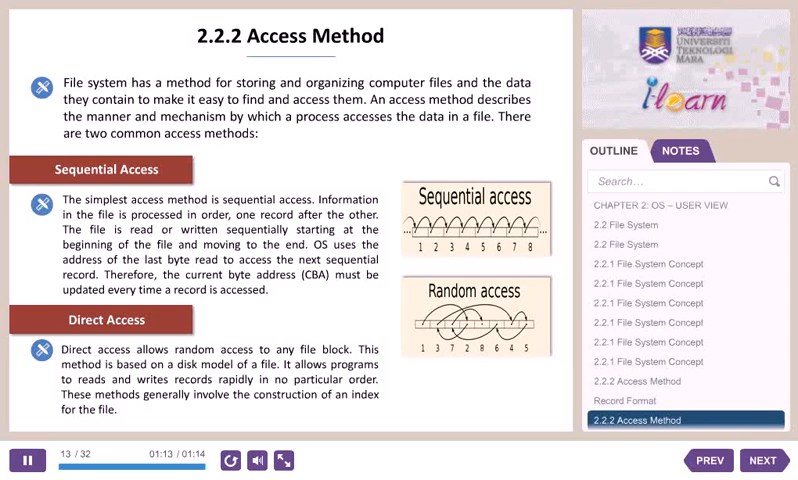 2.2.2 Access Method
File system has a method for storing and organizing computer files and the data
they contain to make it easy to find and access them. An access method describes
the manner and mechanism by which a process accesses the data in a file. There
are two common access methods:
Sequential Access
The simplest access method is sequential access. Information
in the file is processed in order, one record after the other.
The file is read or written sequentially starting at the
beginning of the file and moving to the end. OS uses the
address of the last byte read to access the next sequential
record. Therefore, the current byte address (CBA) must be
updated every time a record is accessed.
Sequential access
... ...
1 2 3 4 5 6 7 8
Random access
1 3 7 2 8 6 4 5
Direct Access
Direct access allows random access to any file block. This
method is based on a disk model of a file. It allows programs
to reads and writes records rapidly in no particular order.
These methods generally involve the construction of an index
for the file.
UNIVERSITI
TEKNOLOGI
MARA
i-learn
OUTLINE NOTES
Search...
CHAPTER 2: OS – USER VIEW
2.2 File System
2.2 File System
2.2.1 File System Concept
2.2.1 File System Concept
2.2.1 File System Concept
2.2.1 File System Concept
2.2.1 File System Concept
2.2.1 File System Concept
2.2.2 Access Method
Record Format
2.2.2 Access Method
13 / 32 01:13 / 01:14
PREV NEXT